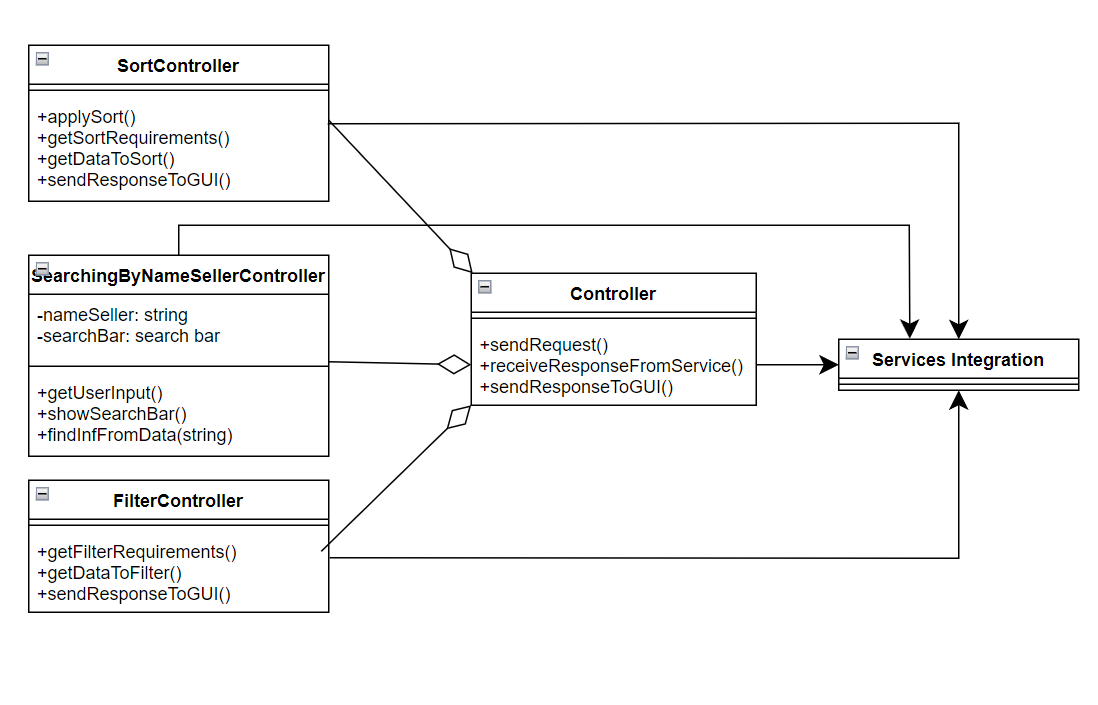 SortController
+applySort()
+getSortRequirements()
+getDataToSort()
+sendResponseToGUI()
SearchingByNameSellerController
-nameSeller: string
-searchBar: search bar
+getUserInput()
+showSearchBar()
+findInfFromData(string)
FilterController
+getFilterRequirements()
+getDataToFilter()
+sendResponseToGUI()
Controller
+sendRequest()
+receiveResponseFromService()
+sendResponseToGUI()
Services Integration